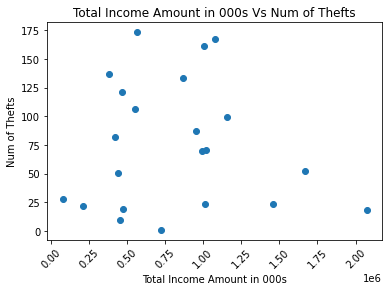 Total Income Amount in 000s Vs Num of Thefts
Num of Thefts
175
150
125
100
75
50
25
0
0.00 0.25 0.50 0.75 1.00 1.25 1.50 1.75 2.00
1e6
Total Income Amount in 000s